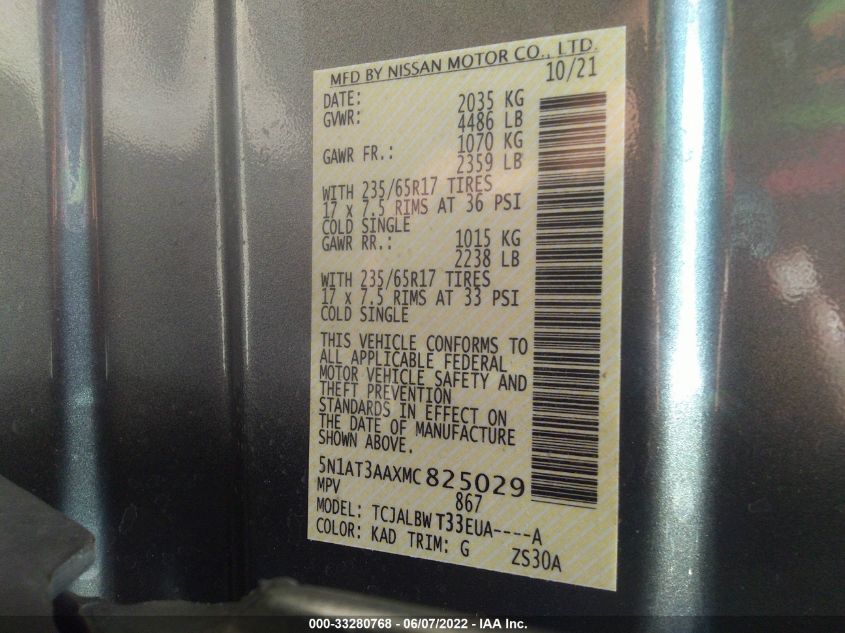 MFD BY NISSAN MOTOR CO., LTD.
DATE: 10/21
GVWR: 2035 KG
4486 LB
GAWR FR.: 1070 KG
2359 LB
WITH 235/65R17 TIRES
17 x 7.5 RIMS AT 36 PSI
COLD SINGLE
GAWR RR.: 1015 KG
2238 LB
WITH 235/65R17 TIRES
17 x 7.5 RIMS AT 33 PSI
COLD SINGLE
THIS VEHICLE CONFORMS TO
ALL APPLICABLE FEDERAL
MOTOR VEHICLE SAFETY AND
THEFT PREVENTION
STANDARDS IN EFFECT ON
THE DATE OF MANUFACTURE
SHOWN ABOVE.
5N1AT3AAXMC825029
MPV 867
MODEL: TCJALBWT33EUA----A
COLOR: KAD TRIM: G ZS30A
000-33280768 - 06/07/2022 - IAA Inc.